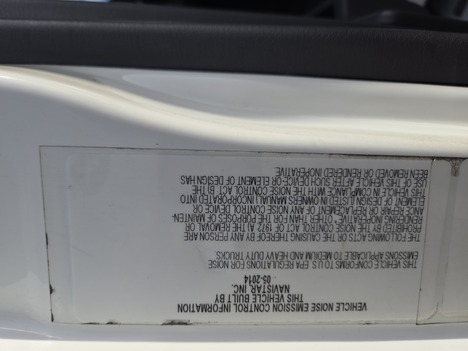 VEHICLE NOISE EMISSION CONTROL INFORMATION
THIS VEHICLE BUILT BY
NAVISTAR, INC.
05-2014
THIS VEHICLE CONFORMS TO U.S. EPA REGULATIONS FOR NOISE
EMISSIONS APPLICABLE MEDIUM AND HEAVY DUTY TRUCKS
THE FOLLOWING ACTS OR THE CAUSING THEREOF BY ANY PERSON ARE
PROHIBITED BY THE NOISE CONTROL ACT OF 1972 A) THE REMOVAL OR
RENDERING INOPERATIVE, OTHER THAN FOR THE PURPOSES OF MAINTEN-
ANCE REPAIR OR REPLACEMENT OF ANY NOISE CONTROL DEVICE OR
ELEMENT OF DESIGN LISTED IN OWNERS MANUAL INCORPORATED INTO
THIS VEHICLE IN COMPLIANCE WITH THE NOISE CONTROL ACT B) THE
USE OF THIS VEHICLE AFTER SUCH DEVICE OR ELEMENT OF DESIGN HAS
BEEN REMOVED OR RENDERED INOPERATIVE